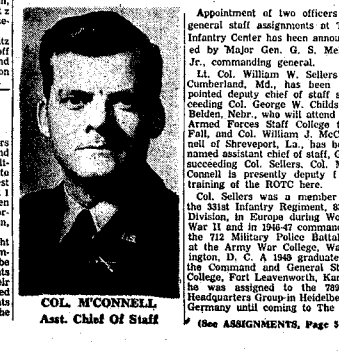 Appointment of two officers
general staff assignments at
Infantry Center has been annou
ed by Major Gen. G. S. Me
Jr., commanding general.
Lt. Col. William W. Sellers
Cumberland, Md., has been
pointed deputy chief of staff s
ceeding Col. George W. Childs
Belden, Nebr., who will attend
Armed Forces Staff College
Fall, and Col. William J. McC
nell of Shreveport, La., has b
named assistant chief of staff,
succeeding Col. Sellers. Col. M
Connell is presently deputy f
training of the ROTC here.
Col. Sellers was a member
the 331st Infantry Regiment, 8
Division, in Europe during Wo
War II and in 1946-47 command
the 712 Military Police Battal
at the Army War College, Wa
ington, D. C. A 1948 graduate
the Command and General St
College, Fort Leavenworth, Kan
he was assigned to the 789
Headquarters Group in Heidelbe
Germany until coming to The
(See ASSIGNMENTS, Page 5
COL. M'CONNELL
Asst. Chief Of Staff